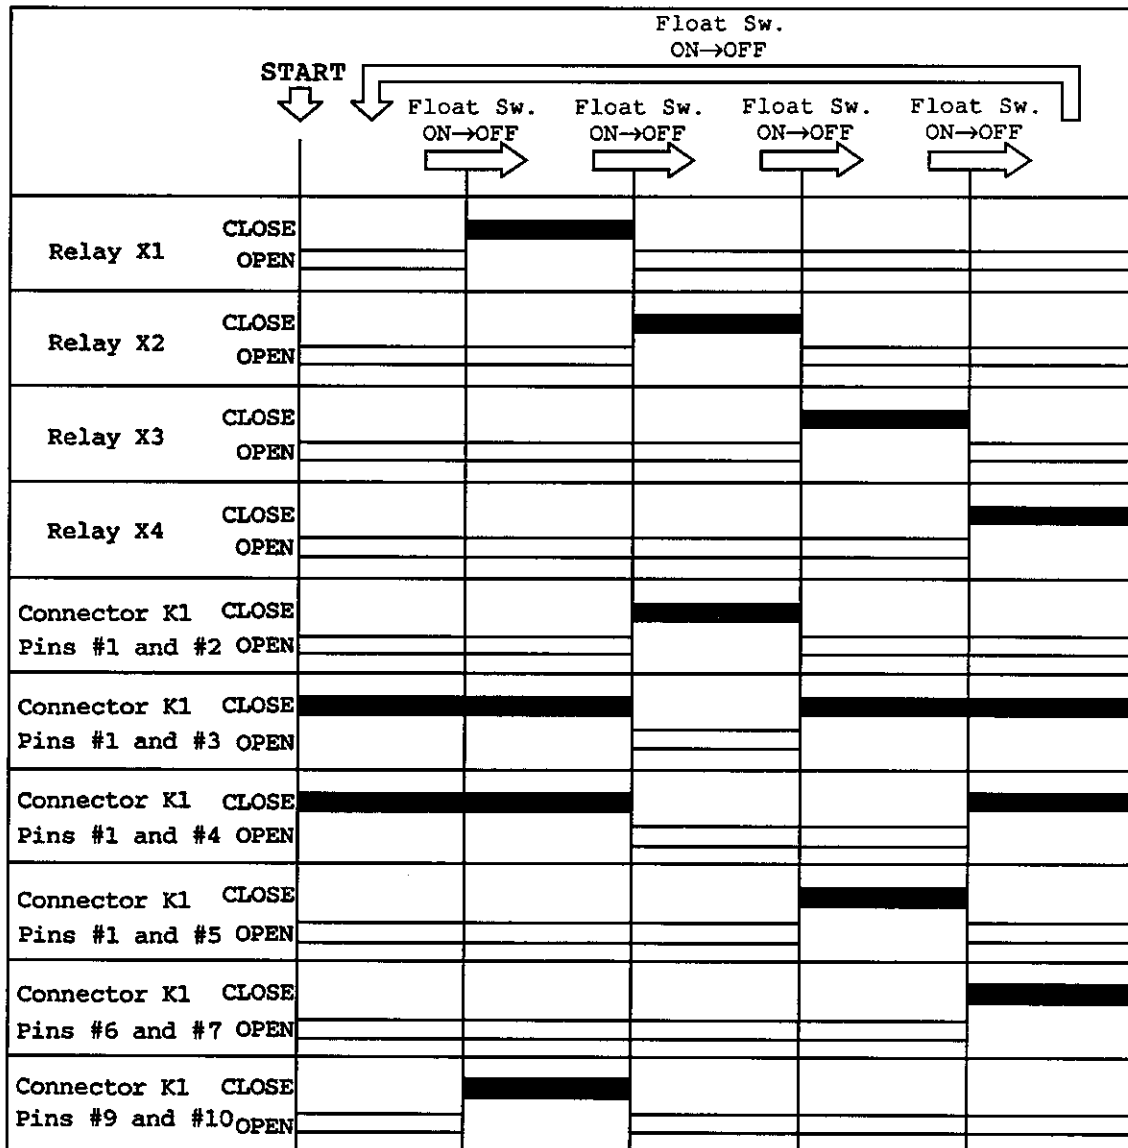 Float Sw.
ON→OFF
START
Float Sw. Float Sw. Float Sw. Float Sw.
ON→OFF ON→OFF ON→OFF ON→OFF
Relay X1 CLOSE
OPEN
Relay X2 CLOSE
OPEN
Relay X3 CLOSE
OPEN
Relay X4 CLOSE
OPEN
Connector K1 CLOSE
Pins #1 and #2 OPEN
Connector K1 CLOSE
Pins #1 and #3 OPEN
Connector K1 CLOSE
Pins #1 and #4 OPEN
Connector K1 CLOSE
Pins #1 and #5 OPEN
Connector K1 CLOSE
Pins #6 and #7 OPEN
Connector K1 CLOSE
Pins #9 and #10 OPEN